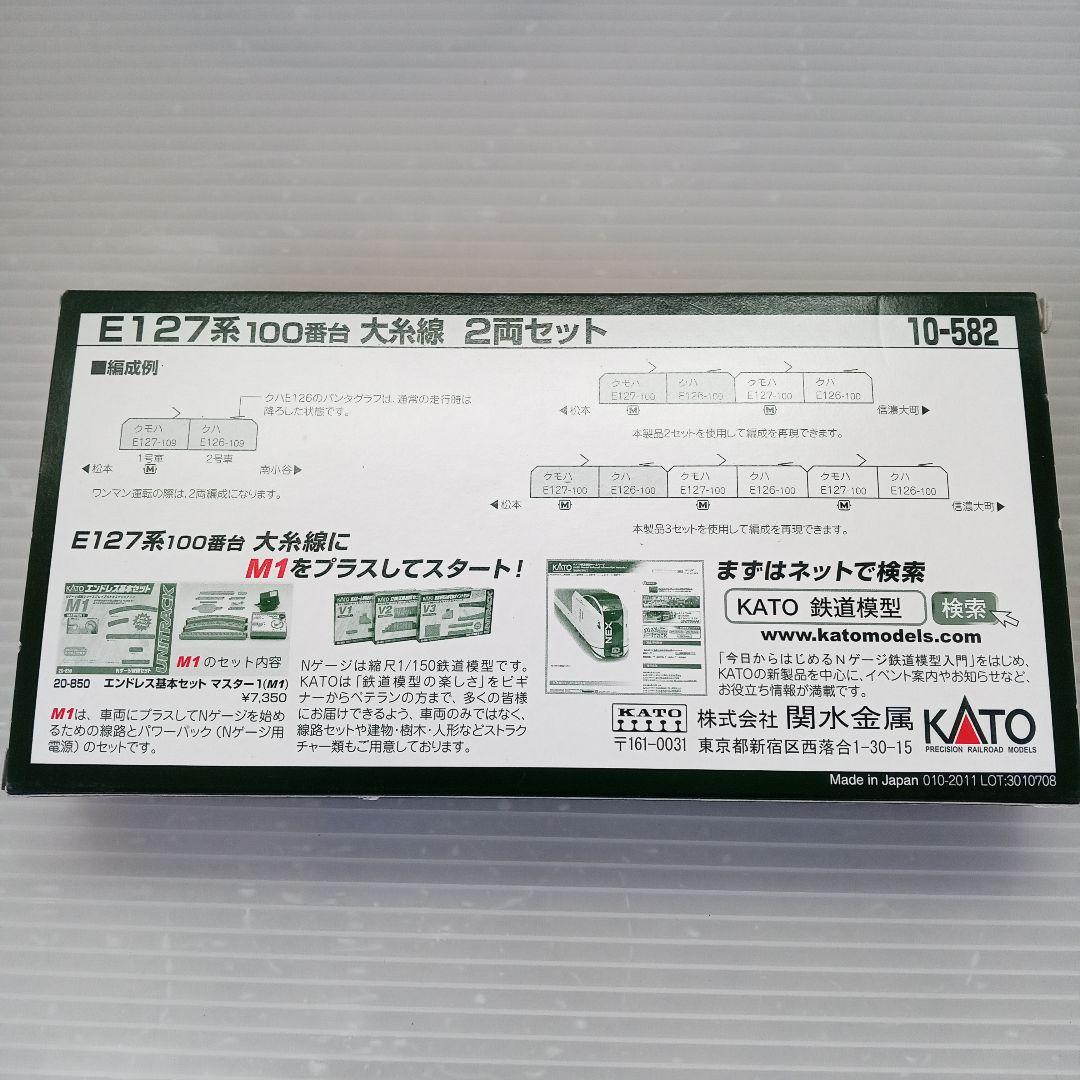 E127系100番台 大糸線 2両セット
10-582
■編成例
クハE126のパンタグラフは、通常の走行時は
降ろした状態です。
クモハ クハ
E127-109 E126-109
1号車 2号車
◀松本 M 南小谷▶
ワンマン運転の際は、2両編成になります。
クモハ クハ クモハ クハ
E127-100 E126-100 E127-100 E126-100
◀松本 M M 信濃大町▶
本製品2セットを使用して編成を再現できます。
クモハ クハ クモハ クハ クモハ クハ
E127-100 E126-100 E127-100 E126-100 E127-100 E126-100
◀松本 M M M 信濃大町▶
本製品3セットを使用して編成を再現できます。
E127系100番台 大糸線に
M1をプラスしてスタート!
KATO エンドレス基本セット
M1
UNITRACK
V1 V2 V3
M1のセット内容
20-850 エンドレス基本セット マスター1(M1)
¥7,350
M1は、車両にプラスしてNゲージを始め
るための線路とパワーパック(Nゲージ用
電源)のセットです。
Nゲージは縮尺1/150鉄道模型です。
KATOは「鉄道模型の楽しさ」をビギ
ナーからベテランの方まで、多くの皆様
にお届けできるよう、車両のみではなく、
線路セットや建物・樹木・人形などストラク
チャー類もご用意しております。
KATO
NEX
まずはネットで検索
KATO 鉄道模型 検索
www.katomodels.com
「今日からはじめるNゲージ鉄道模型入門」をはじめ、
KATOの新製品を中心に、イベント案内やお知らせなど、
お役立ち情報が満載です。
KATO 株式会社 関水金属 KATO
PRECISION RAILROAD MODELS
〒161-0031 東京都新宿区西落合1-30-15
Made in Japan 010-2011 LOT:3010708